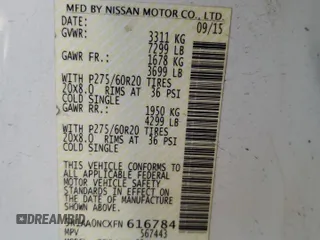 MFD BY NISSAN MOTOR CO., LTD.
DATE: 09/15
GVWR: 3311 KG
7299 LB
GAWR FR.: 1678 KG
3699 LB
WITH P275/60R20 TIRES
20X8.0 RIMS AT 36 PSI
COLD SINGLE
GAWR RR.: 1950 KG
4299 LB
WITH P275/60R20 TIRES
20X8.0 RIMS AT 36 PSI
COLD SINGLE
THIS VEHICLE CONFORMS TO
ALL APPLICABLE FEDERAL
MOTOR VEHICLE SAFETY
STANDARDS IN EFFECT ON
THE DATE OF MANUFACTURE
SHOWN ABOVE
616784
MPV 567443
DREAMBID